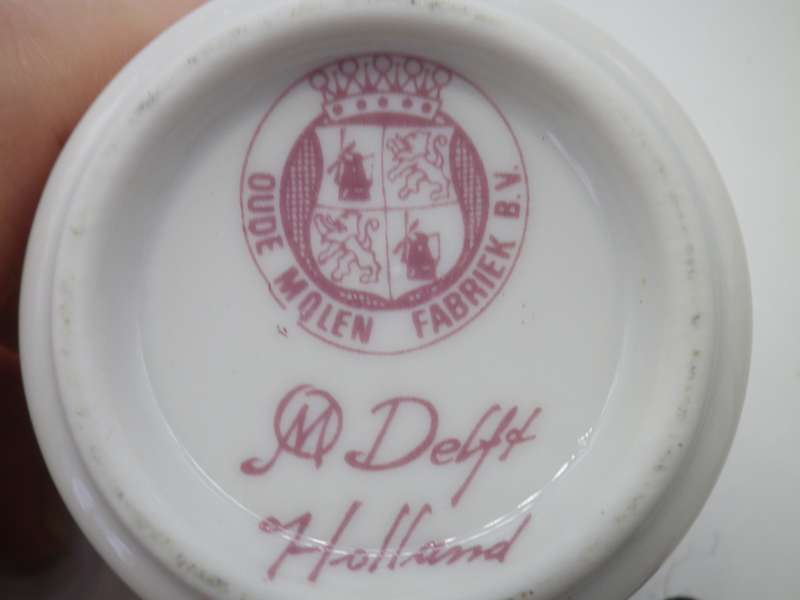 OUDE MOLEN FABRIEK B.V.
OM Delft
Holland